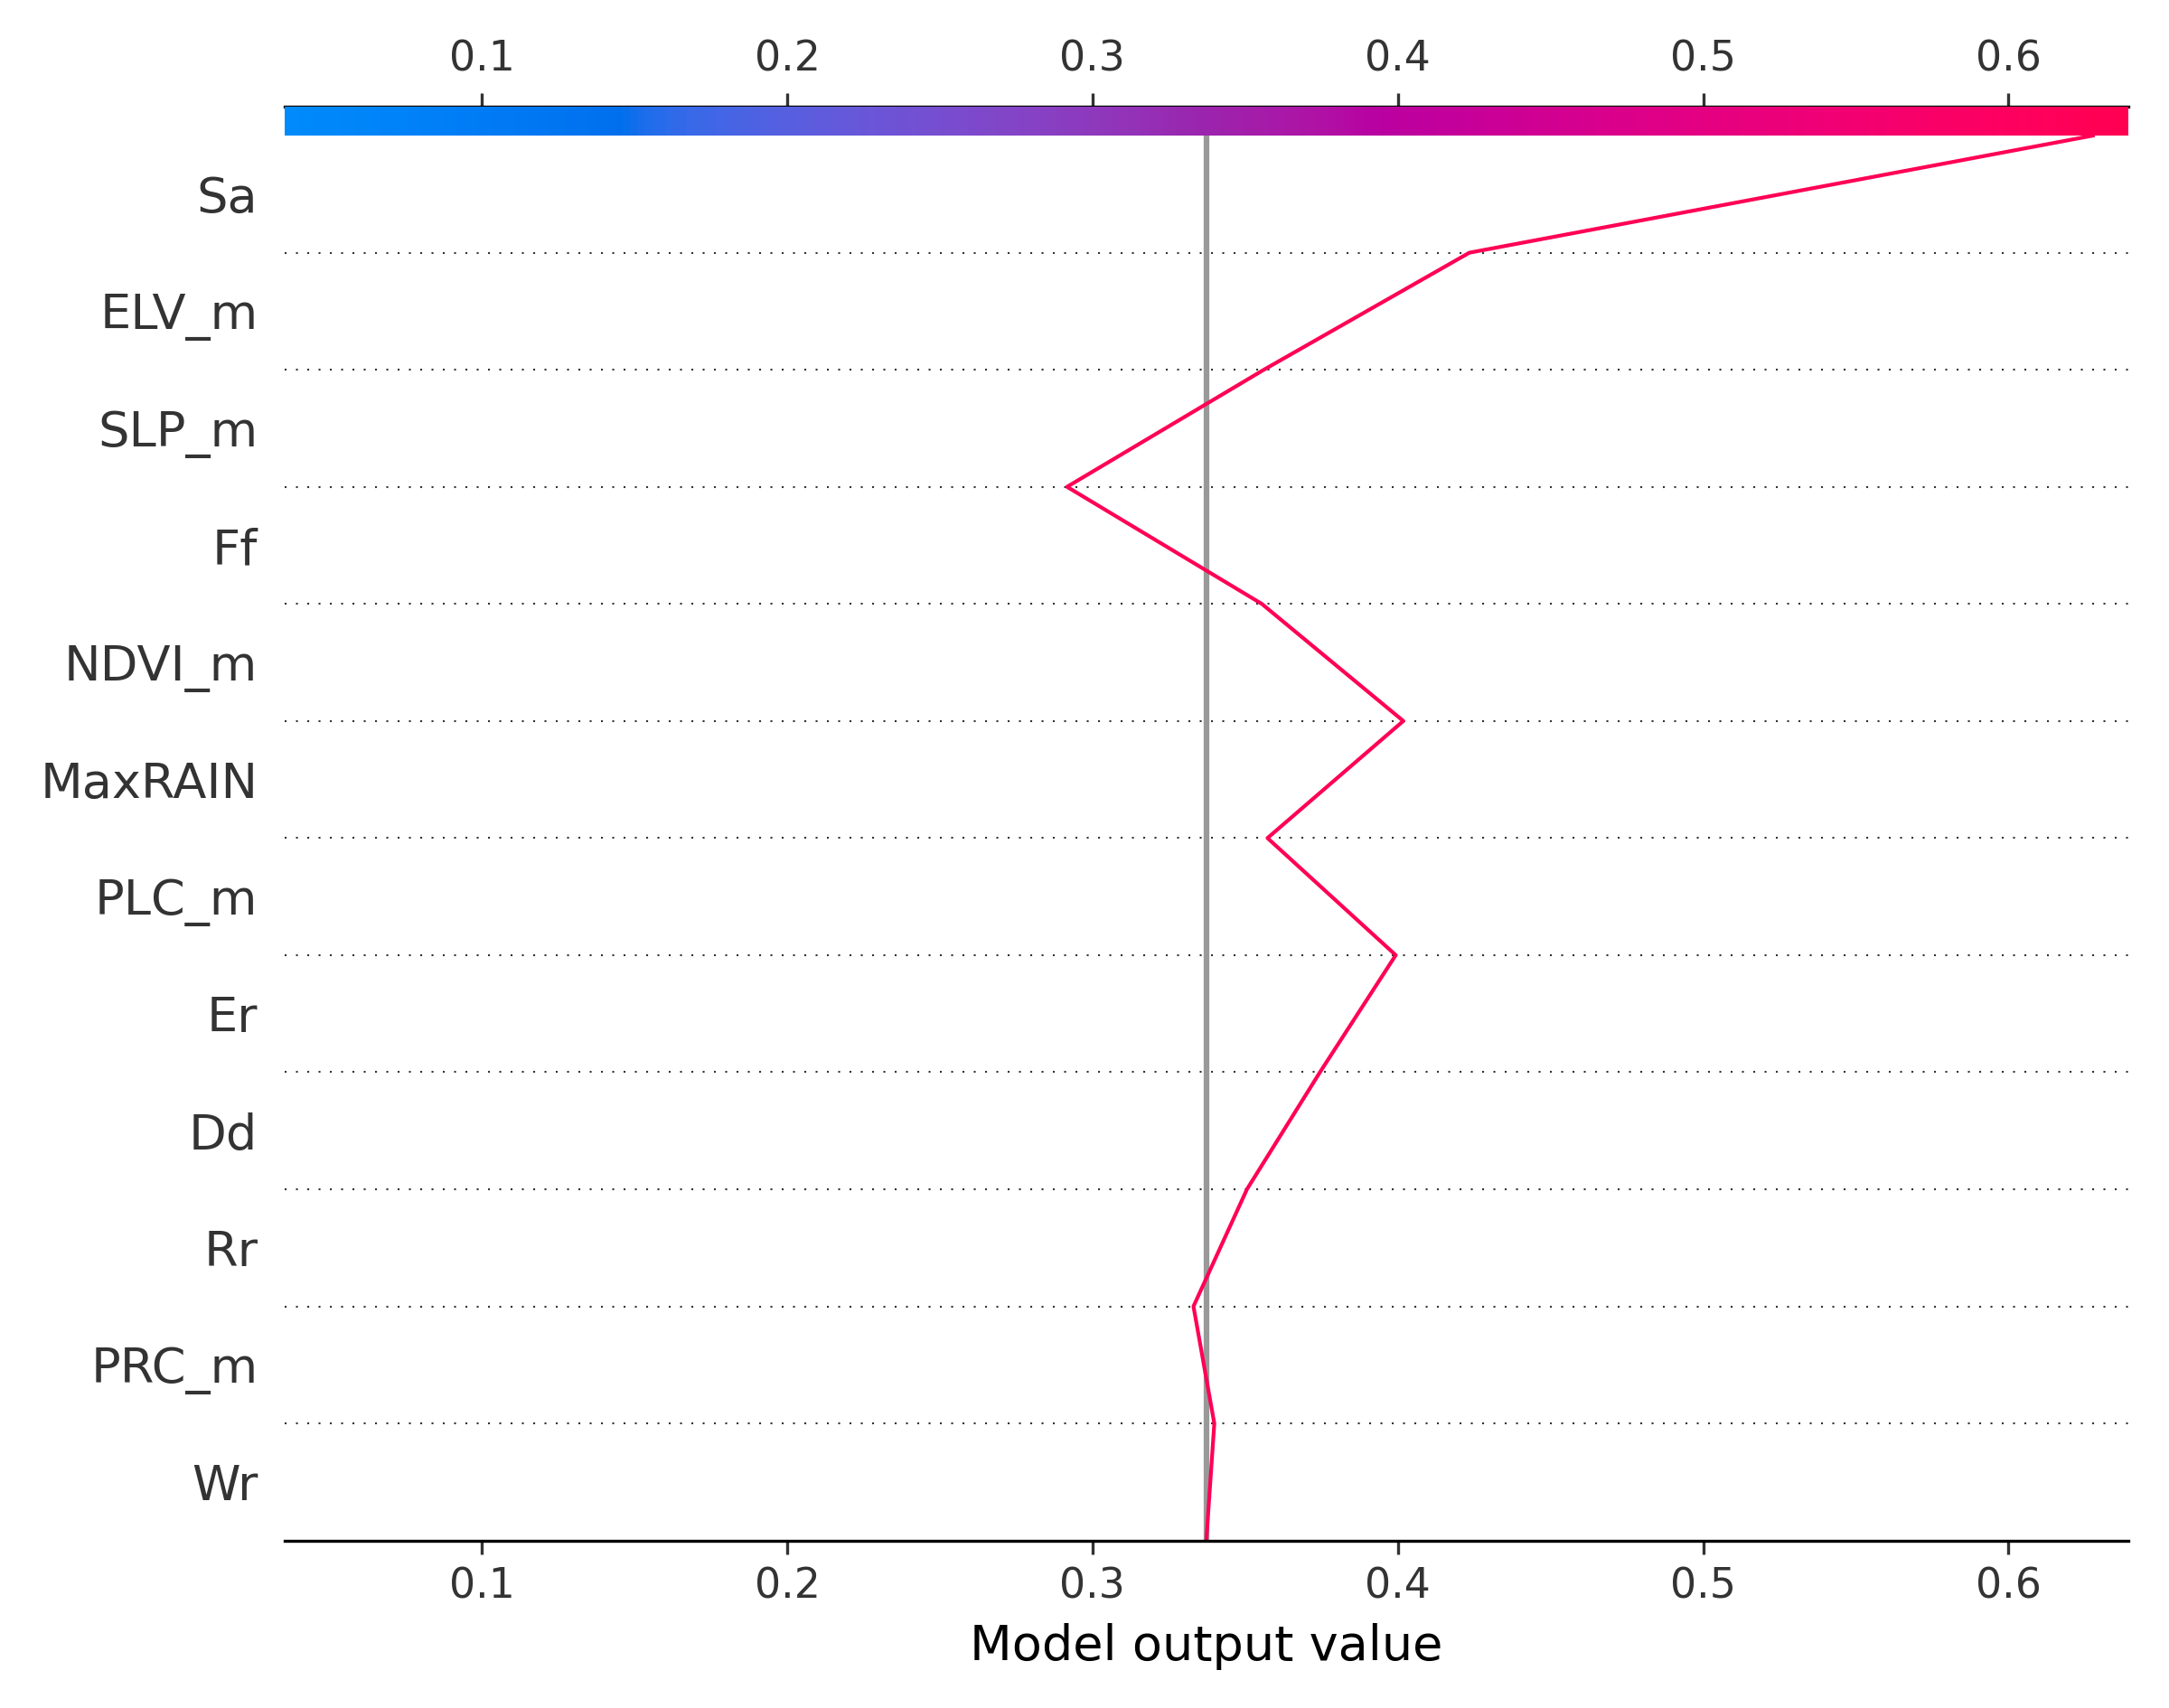 0.1 0.2 0.3 0.4 0.5 0.6
Sa
ELV_m
SLP_m
Ff
NDVI_m
MaxRAIN
PLC_m
Er
Dd
Rr
PRC_m
Wr
0.1 0.2 0.3 0.4 0.5 0.6
Model output value